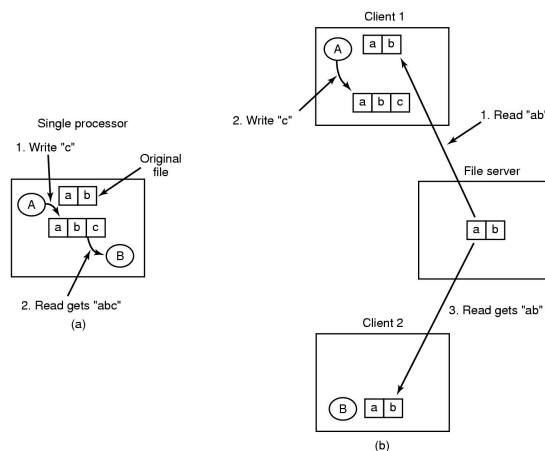 Single processor
1. Write "c"
Original
file
A
a b
a b c
B
2. Read gets "abc"
(a)
Client 1
A
a b
2. Write "c"
a b c
1. Read "ab"
File server
a b
3. Read gets "ab"
Client 2
B
a b
(b)